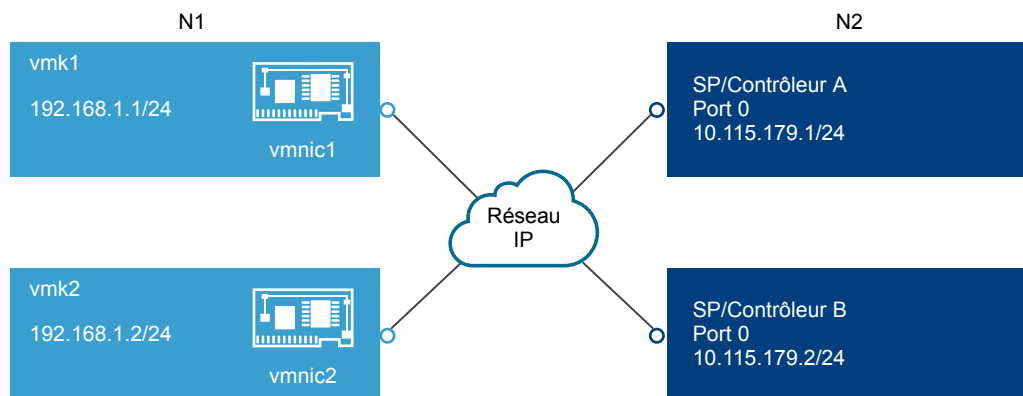 N1
vmk1
192.168.1.1/24
vmnic1
vmk2
192.168.1.2/24
vmnic2
Réseau
IP
N2
SP/Contrôleur A
Port 0
10.115.179.1/24
SP/Contrôleur B
Port 0
10.115.179.2/24